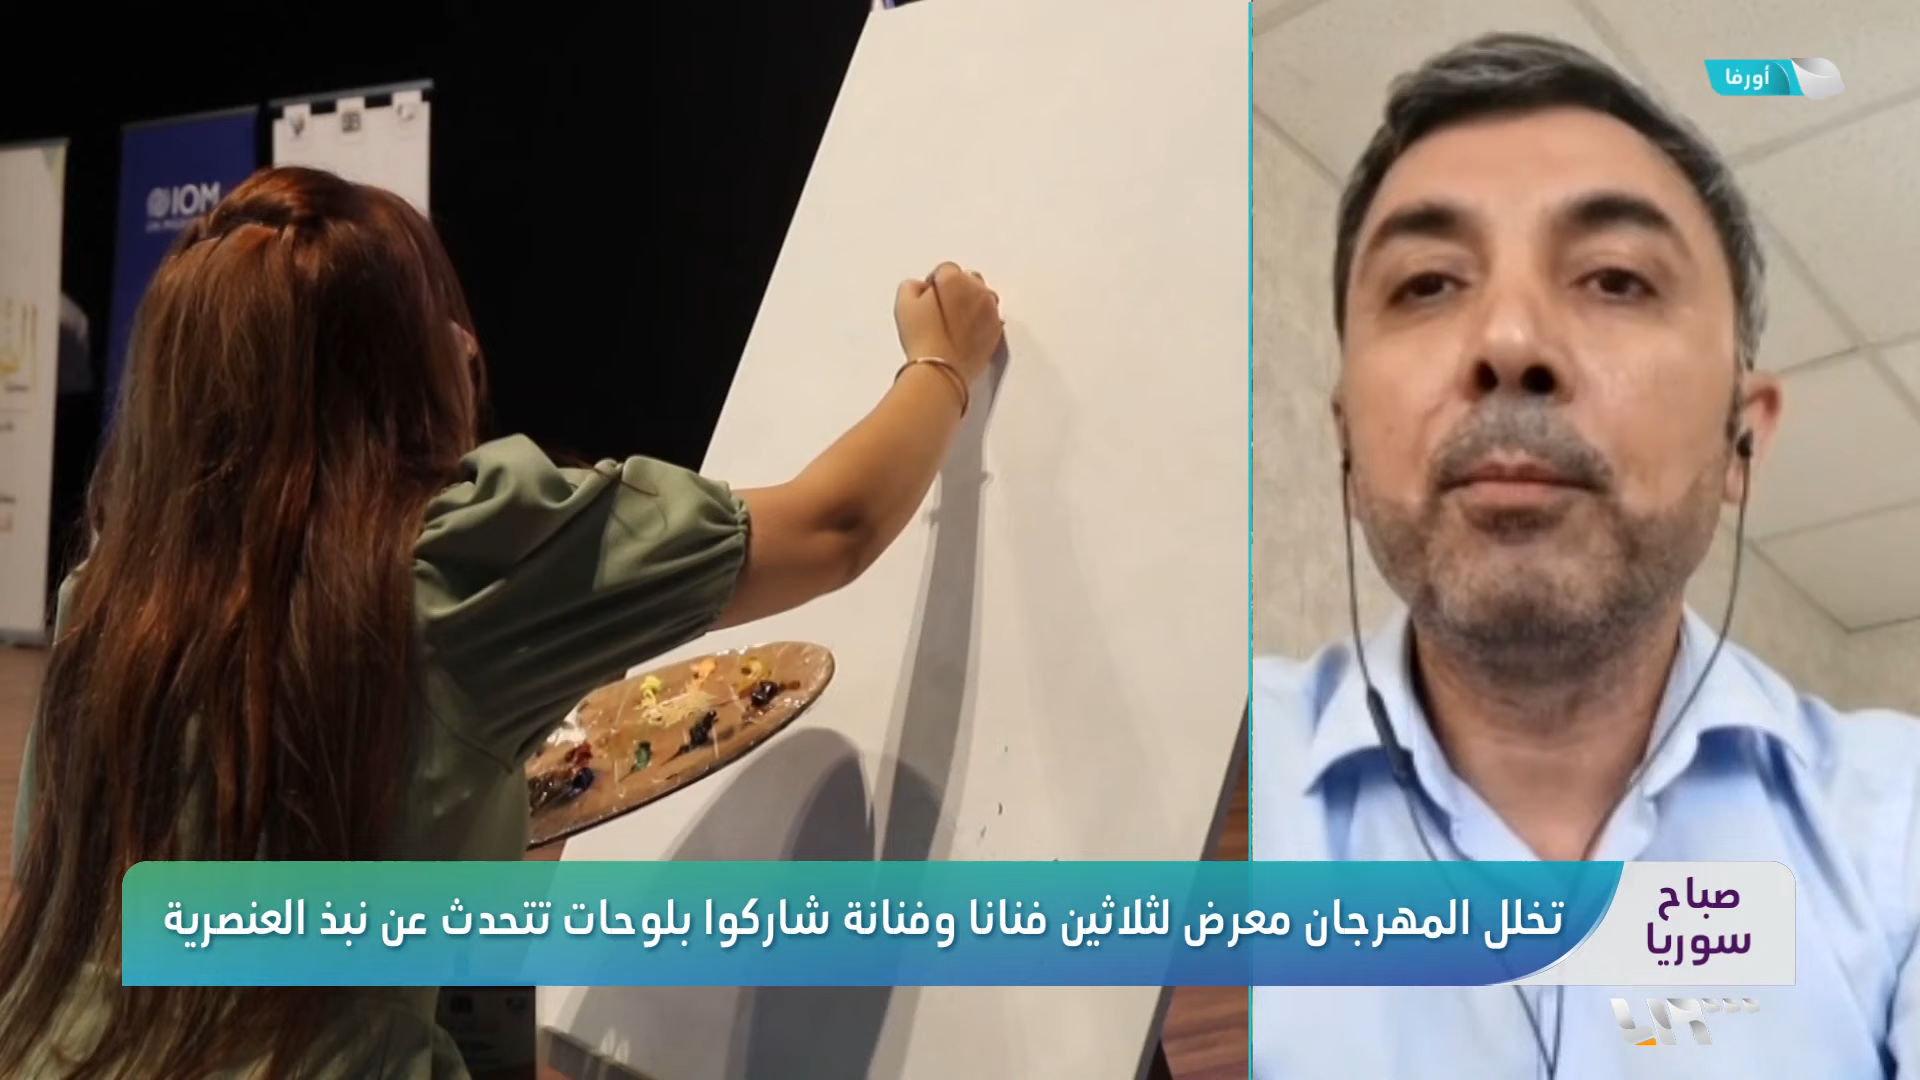 أورفا
IOM
صباح
سوريا
تخلل المهرجان معرض لثلاثين فنانا وفنانة شاركوا بلوحات تتحدث عن نبذ العنصرية